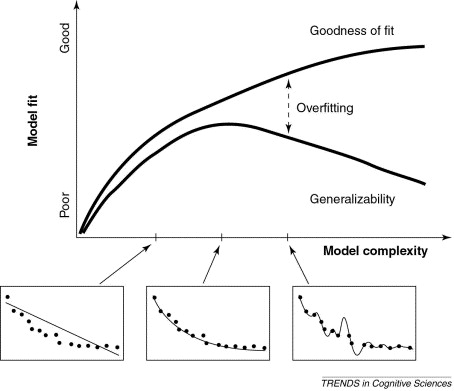 Good
Goodness of fit
Model fit
Overfitting
Poor
Generalizability
Model complexity
TRENDS in Cognitive Sciences